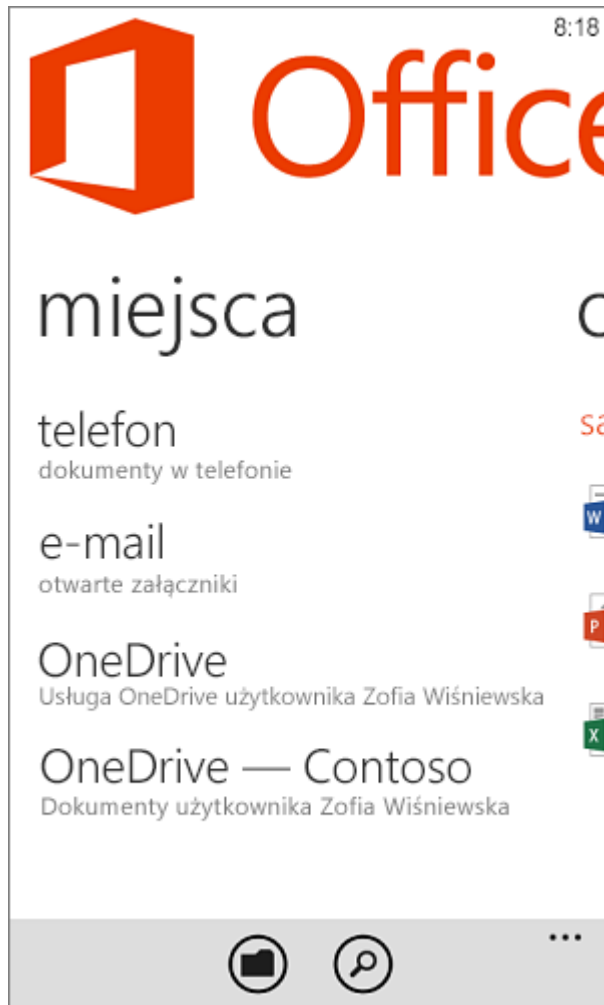 8:18
Office
miejsca
telefon
dokumenty w telefonie
e-mail
otwarte załączniki
OneDrive
Usługa OneDrive użytkownika Zofia Wiśniewska
OneDrive — Contoso
Dokumenty użytkownika Zofia Wiśniewska
W
P
X